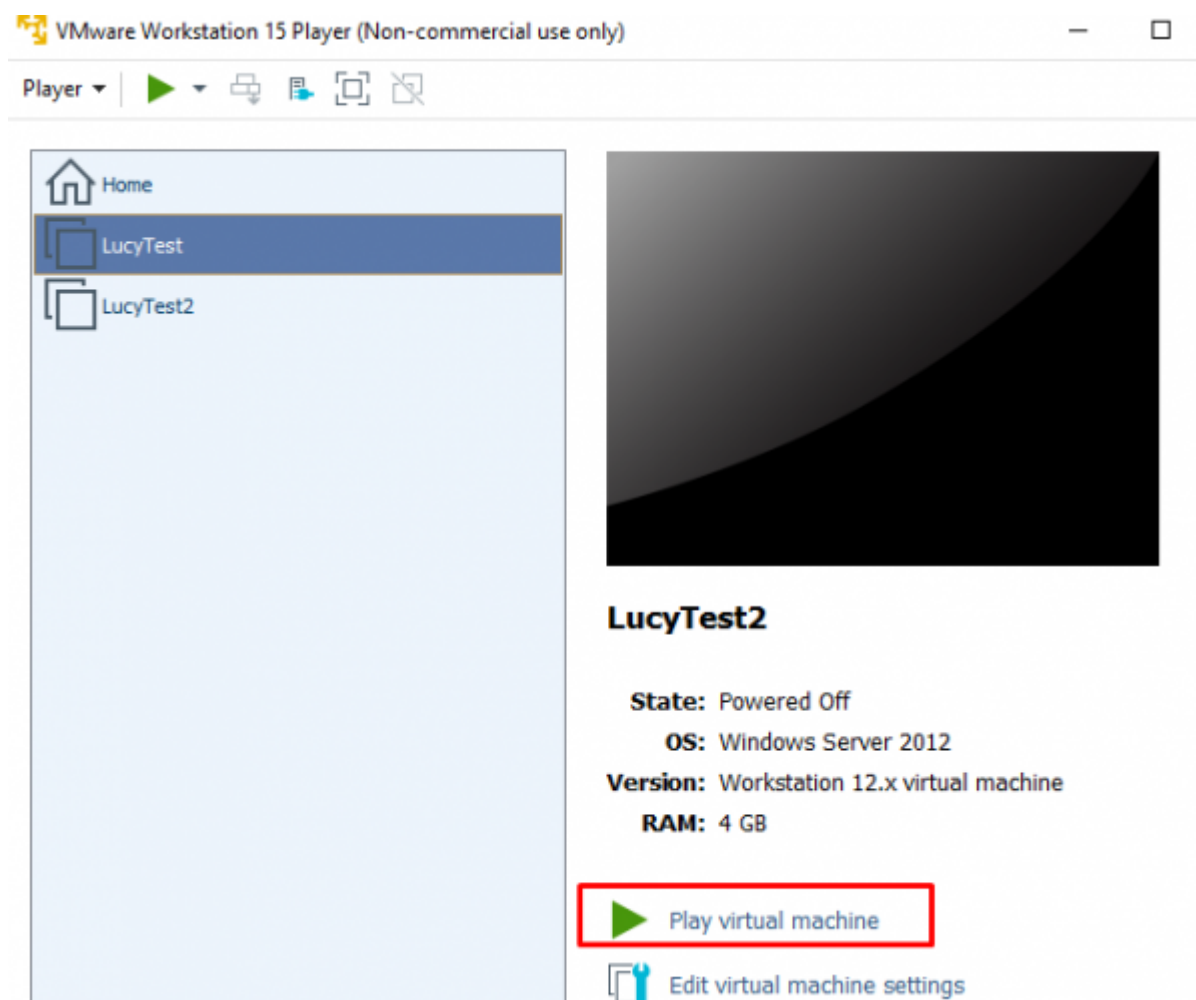 VMware Workstation 15 Player (Non-commercial use only)
Player
Home
LucyTest
LucyTest2
LucyTest2
State: Powered Off
OS: Windows Server 2012
Version: Workstation 12.x virtual machine
RAM: 4 GB
Play virtual machine
Edit virtual machine settings